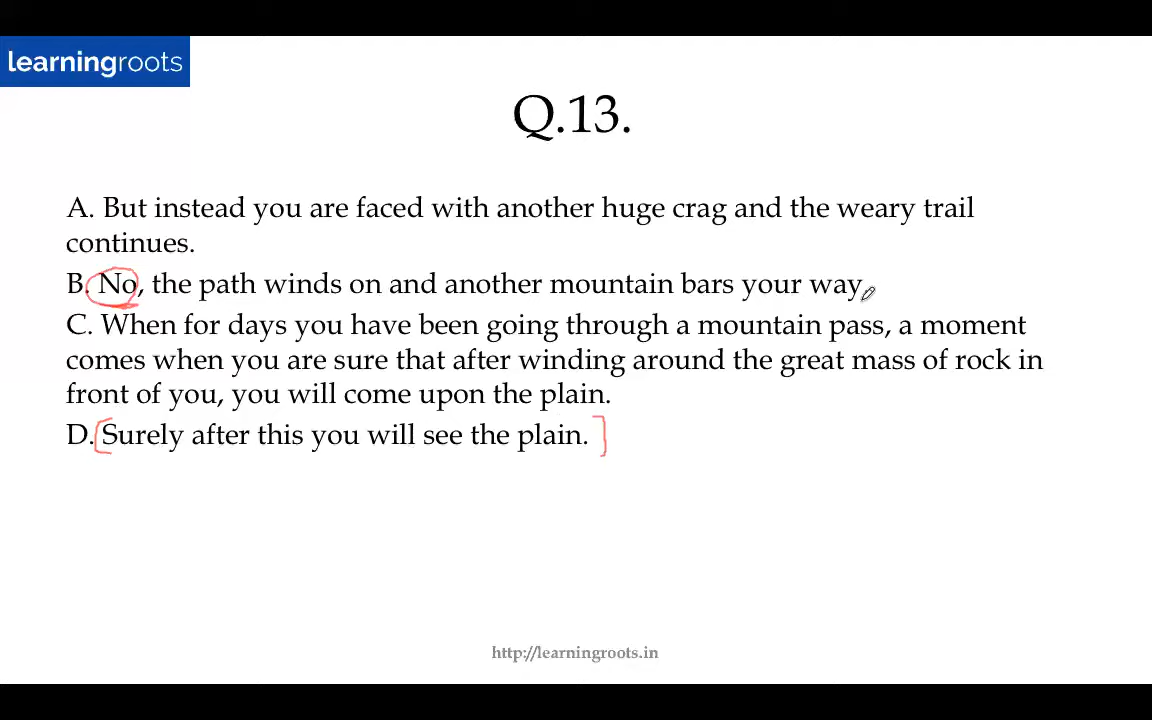 learningroots
Q.13.
A. But instead you are faced with another huge crag and the weary trail
continues.
B. No, the path winds on and another mountain bars your way
C. When for days you have been going through a mountain pass, a moment
comes when you are sure that after winding around the great mass of rock in
front of you, you will come upon the plain.
D. Surely after this you will see the plain.
http://learningroots.in